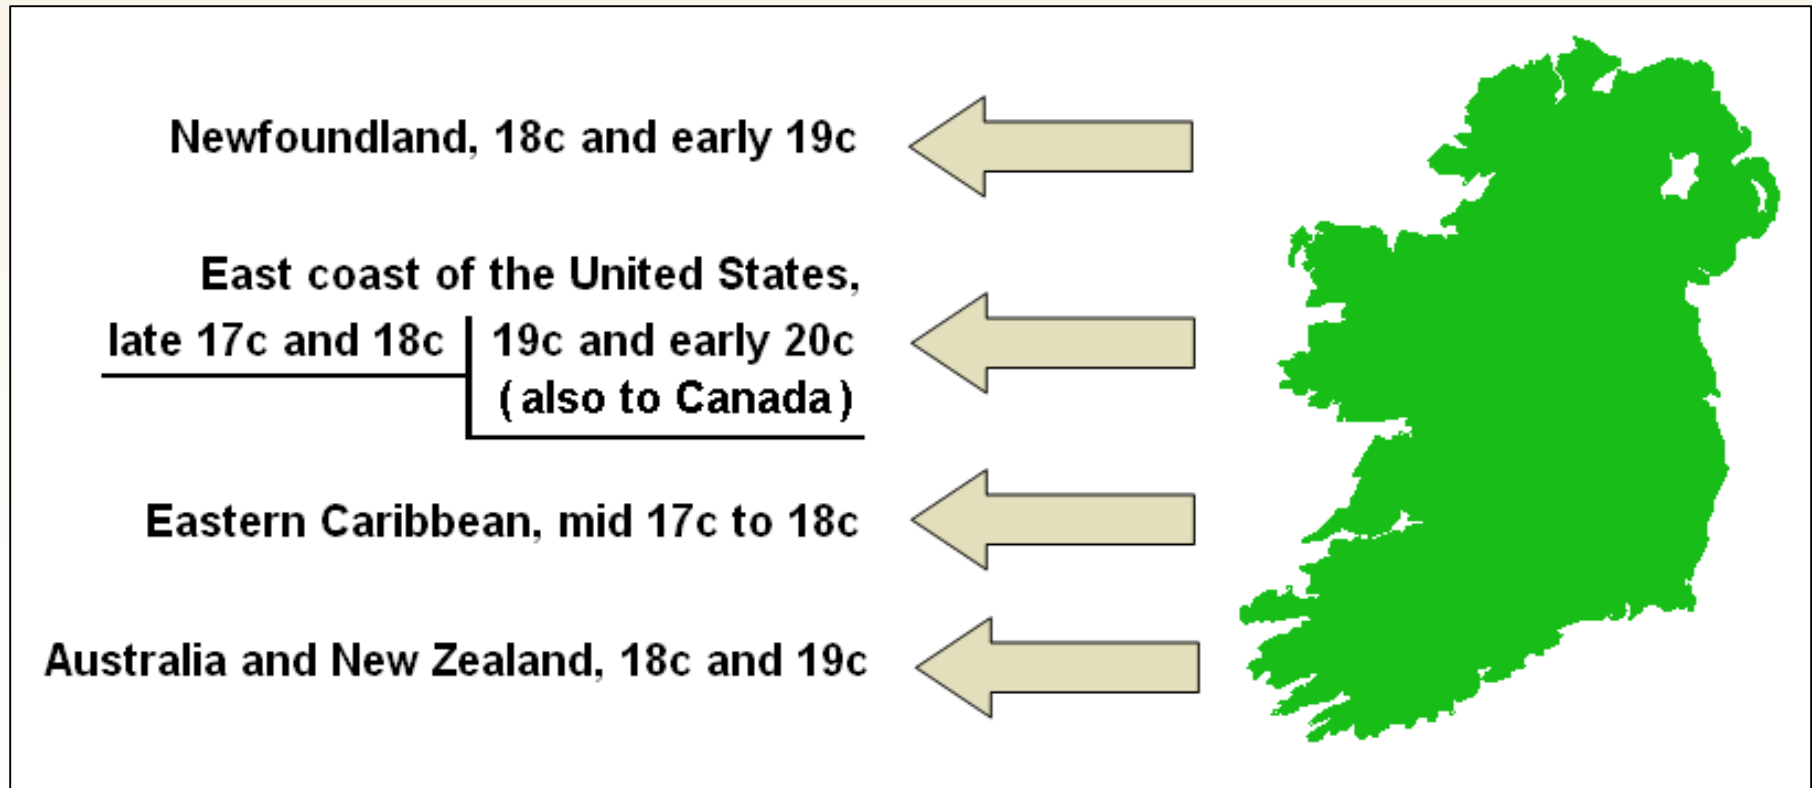 Newfoundland, 18c and early 19c
East coast of the United States,
late 17c and 18c 19c and early 20c
(also to Canada)
Eastern Caribbean, mid 17c to 18c
Australia and New Zealand, 18c and 19c